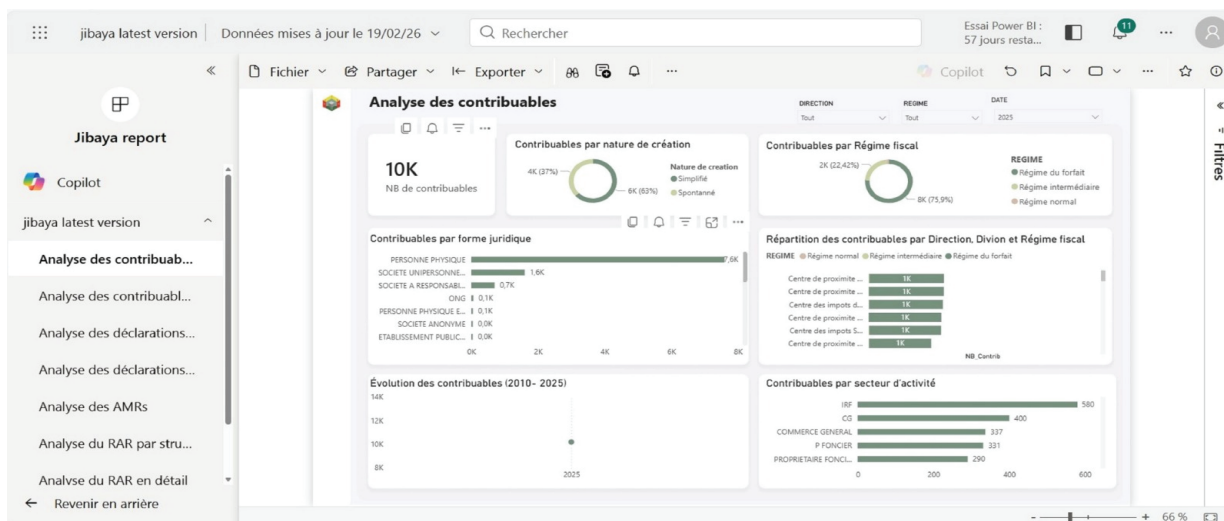 jibaya latest version
Données mises à jour le 19/02/26
Rechercher
Essai Power BI :
57 jours resta...
11
Fichier
Partager
Exporter
Copilot
Jibaya report
Copilot
jibaya latest version
Analyse des contribuab...
Analyse des contribuabl...
Analyse des déclarations...
Analyse des déclarations...
Analyse des AMRs
Analyse du RAR par stru...
Analyse du RAR en détail
Revenir en arrière
Analyse des contribuables
DIRECTION
Tout
REGIME
Tout
DATE
2025
Filtres
10K
NB de contribuables
Contribuables par nature de création
4K (37%)
6K (63%)
Nature de creation
Simplifié
Spontanné
Contribuables par Régime fiscal
2K (22,42%)
8K (75,9%)
REGIME
Régime du forfait
Régime intermédiaire
Régime normal
Contribuables par forme juridique
PERSONNE PHYSIQUE 7,6K
SOCIETE UNIPERSONNE... 1,6K
SOCIETE A RESPONSABI... 0,7K
ONG 0,1K
PERSONNE PHYSIQUE E... 0,1K
SOCIETE ANONYME 0,0K
ETABLISSEMENT PUBLIC... 0,0K
0K 2K 4K 6K 8K
Répartition des contribuables par Direction, Divion et Régime fiscal
REGIME Régime normal Régime intermédiaire Régime du forfait
Centre de proximite ... 1K
Centre de proximite ... 1K
Centre des impots d... 1K
Centre de proximite ... 1K
Centre des impots S... 1K
Centre de proximite ... 1K
NB_Contrib
Évolution des contribuables (2010- 2025)
14K
12K
10K
8K
2025
Contribuables par secteur d'activité
IRF 580
CG 400
COMMERCE GENERAL 337
P FONCIER 331
PROPRIETAIRE FONCI... 290
0 200 400 600
66 %